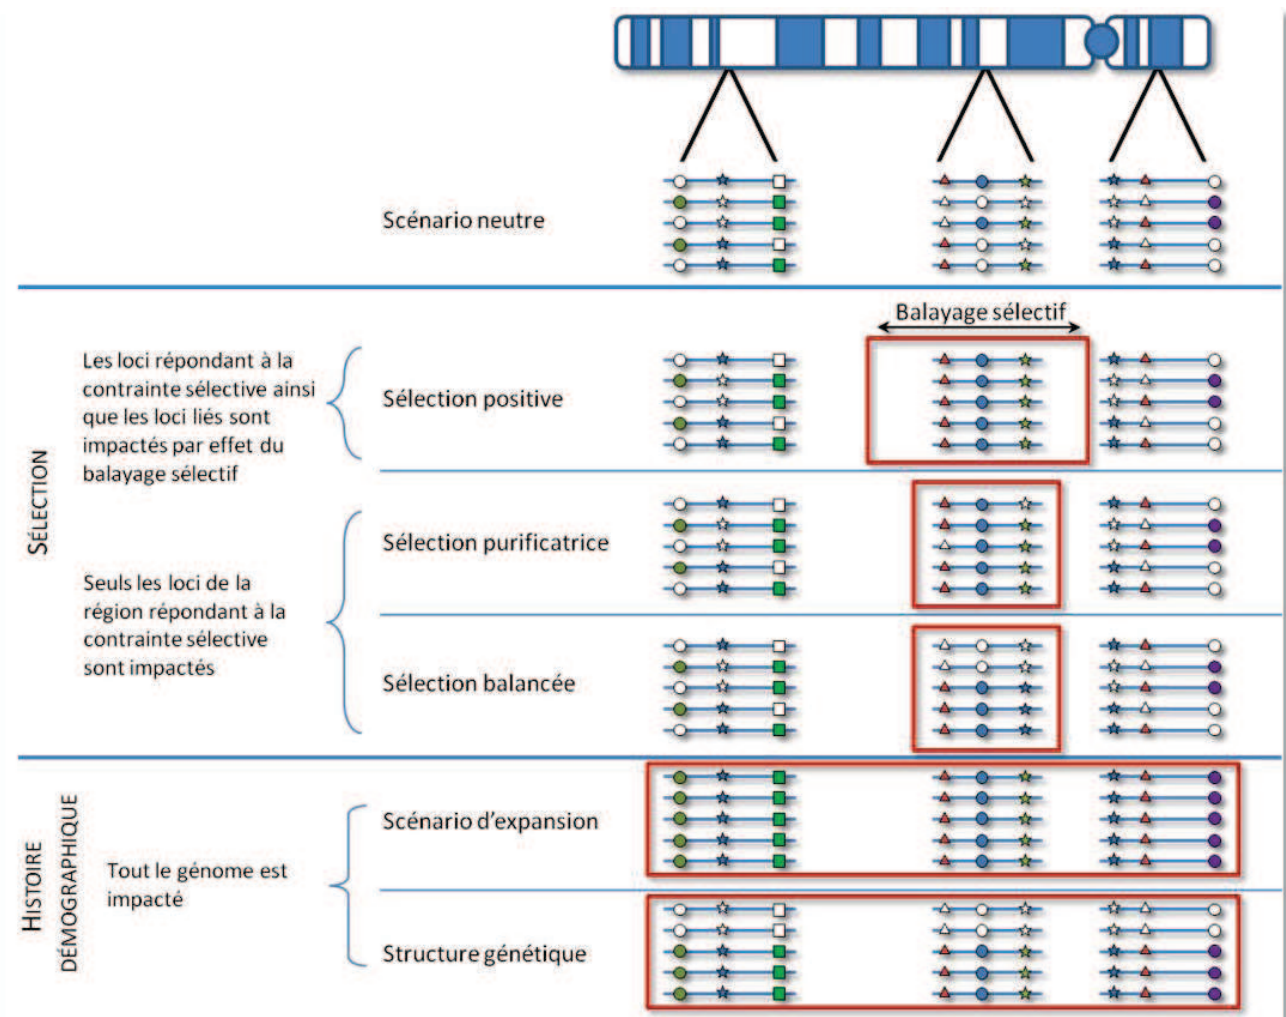 Scénario neutre
Balayage sélectif
Les loci répondant à la
contrainte sélective ainsi
que les loci liés sont
impactés par effet du
balayage sélectif
Sélection positive
SÉLECTION
Sélection purificatrice
Seuls les loci de la
région répondant à la
contrainte sélective
sont impactés
Sélection balancée
HISTOIRE
DÉMOGRAPHIQUE
Tout le génome est
impacté
Scénario d'expansion
Structure génétique